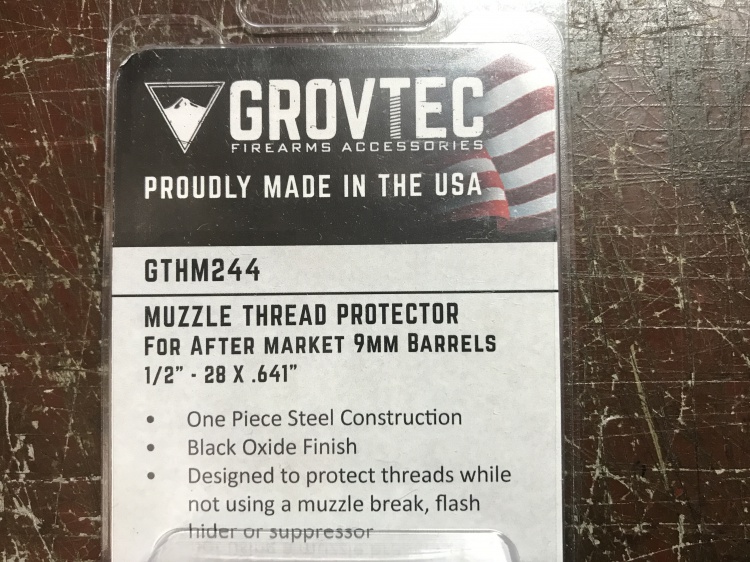 GROVTEC
FIREARMS ACCESSORIES
PROUDLY MADE IN THE USA
GTHM244
MUZZLE THREAD PROTECTOR
FOR AFTER MARKET 9MM BARRELS
1/2" - 28 X .641"
• One Piece Steel Construction
• Black Oxide Finish
• Designed to protect threads while
not using a muzzle break, flash
hider or suppressor